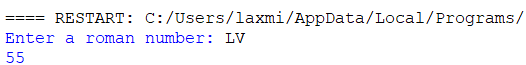 ==== RESTART: C:/Users/laxmi/AppData/Local/Programs/
Enter a roman number: LV
55